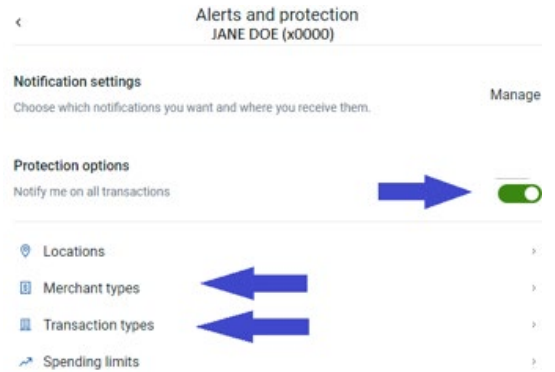 Alerts and protection
JANE DOE (x0000)
Notification settings
Choose which notifications you want and where you receive them.
Manage
Protection options
Notify me on all transactions
Locations
Merchant types
Transaction types
Spending limits